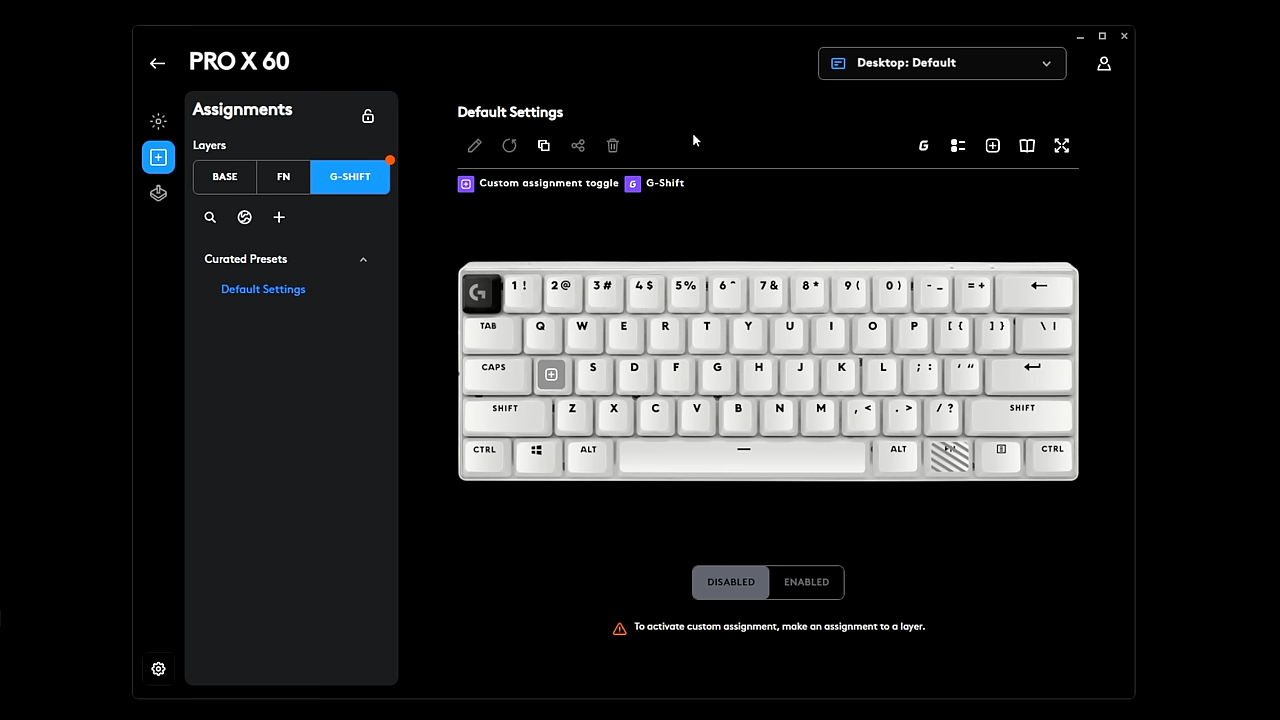 PRO X 60
Desktop: Default
Assignments
Default Settings
Layers
BASE FN G-SHIFT
Custom assignment toggle G G-Shift
Curated Presets
Default Settings
1 ! 2 @ 3 # 4 $ 5 % 6 ^ 7 & 8 * 9 ( 0 ) - _ = +
TAB Q W E R T Y U I O P [ { ] } \ |
CAPS S D F G H J K L ; : ‘ “
SHIFT Z X C V B N M , < . > / ? SHIFT
CTRL ALT ALT CTRL
DISABLED ENABLED
To activate custom assignment, make an assignment to a layer.